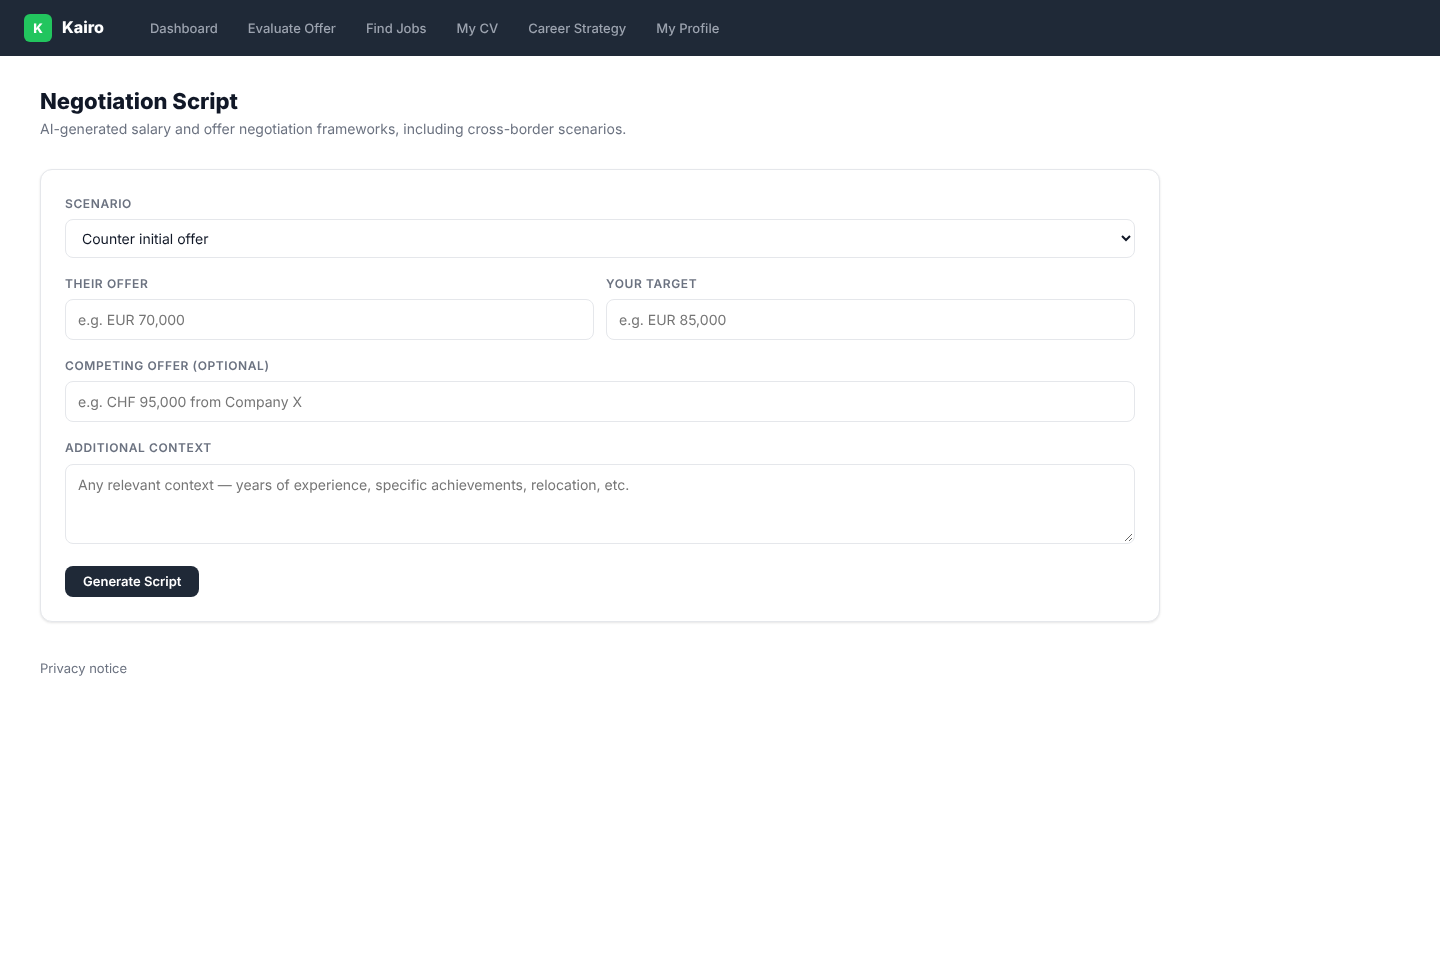 K Kairo Dashboard Evaluate Offer Find Jobs My CV Career Strategy My Profile
Negotiation Script
AI-generated salary and offer negotiation frameworks, including cross-border scenarios.
SCENARIO
Counter initial offer
THEIR OFFER YOUR TARGET
e.g. EUR 70,000 e.g. EUR 85,000
COMPETING OFFER (OPTIONAL)
e.g. CHF 95,000 from Company X
ADDITIONAL CONTEXT
Any relevant context — years of experience, specific achievements, relocation, etc.
Generate Script
Privacy notice